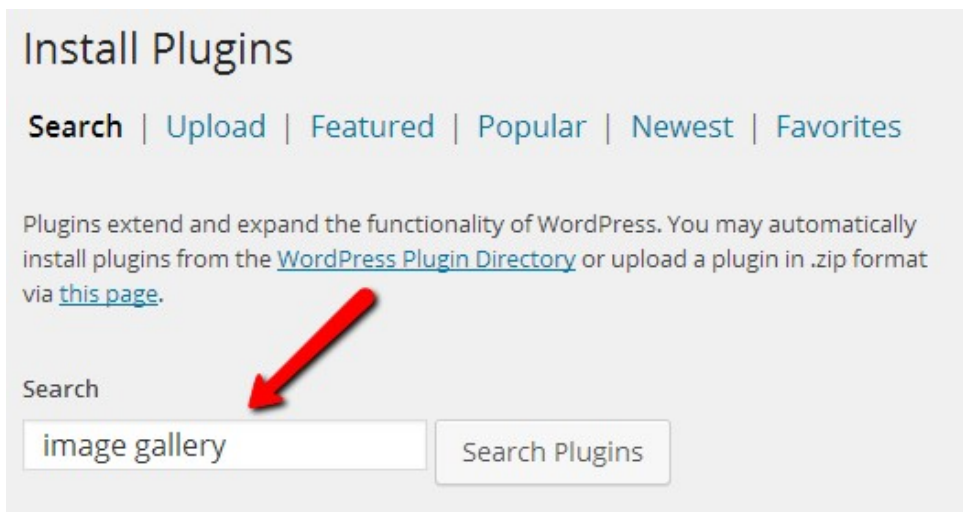 Install Plugins
Search | Upload | Featured | Popular | Newest | Favorites
Plugins extend and expand the functionality of WordPress. You may automatically
install plugins from the WordPress Plugin Directory or upload a plugin in .zip format
via this page.
Search
image gallery Search Plugins